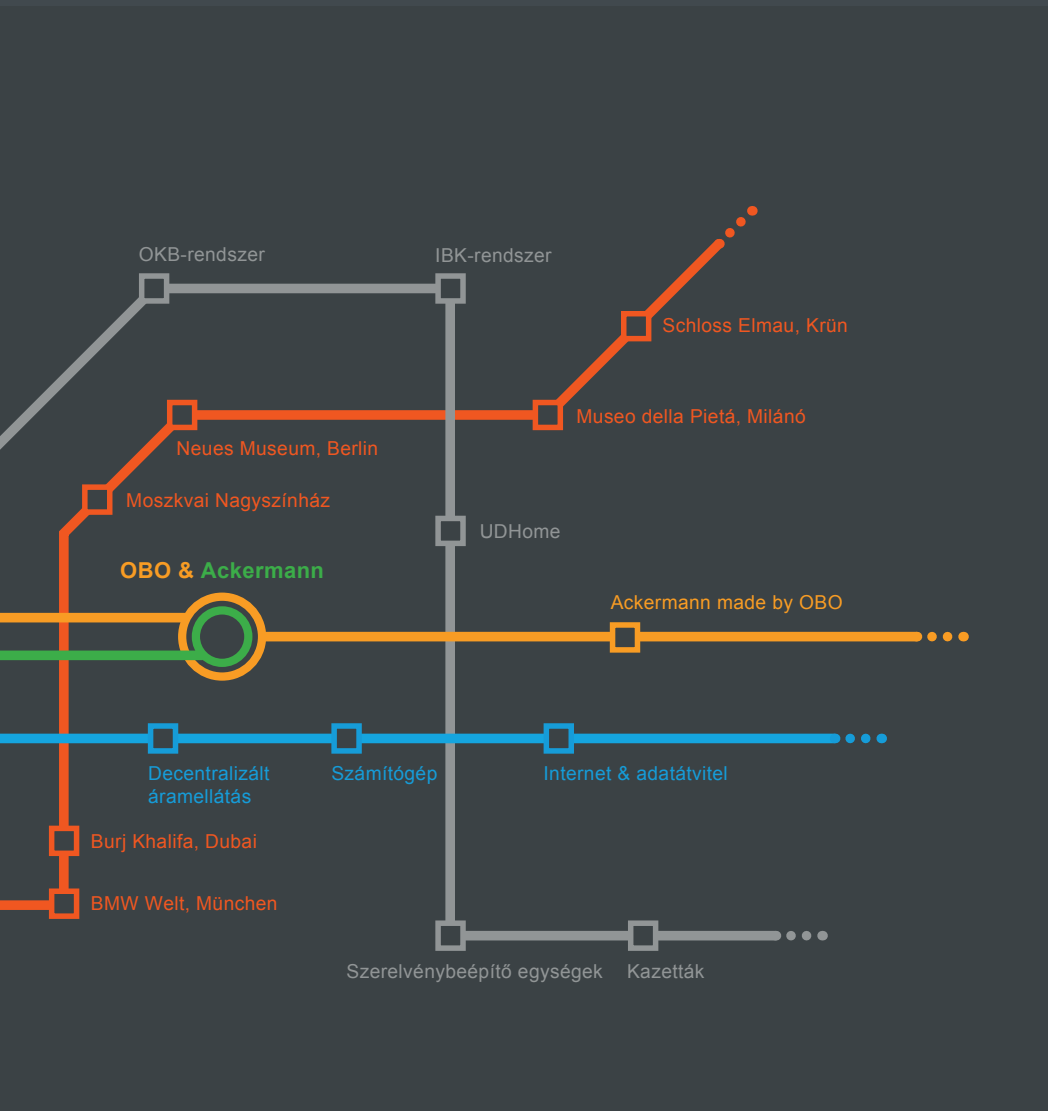 OKB-rendszer
IBK-rendszer
Schloss Elmau, Krün
Museo della Pietá, Milánó
Neues Museum, Berlin
Moszkvai Nagyszínház
UDHome
OBO & Ackermann
Ackermann made by OBO
Decentralizált
áramellátás
Számítógép
Internet & adatátvitel
Burj Khalifa, Dubai
BMW Welt, München
Szerelvénybeépítő egységek
Kazetták